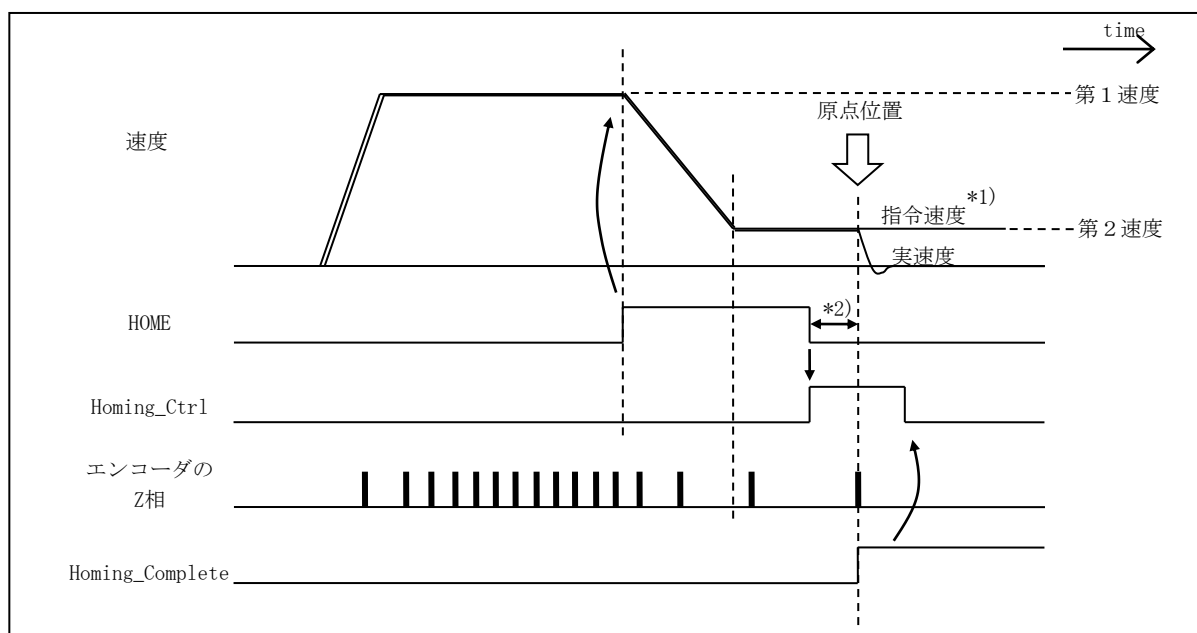 time
第１速度
原点位置
速度
指令速度*1)
第２速度
実速度
HOME
*2)
Homing_Ctrl
エンコーダの
Z相
Homing_Complete